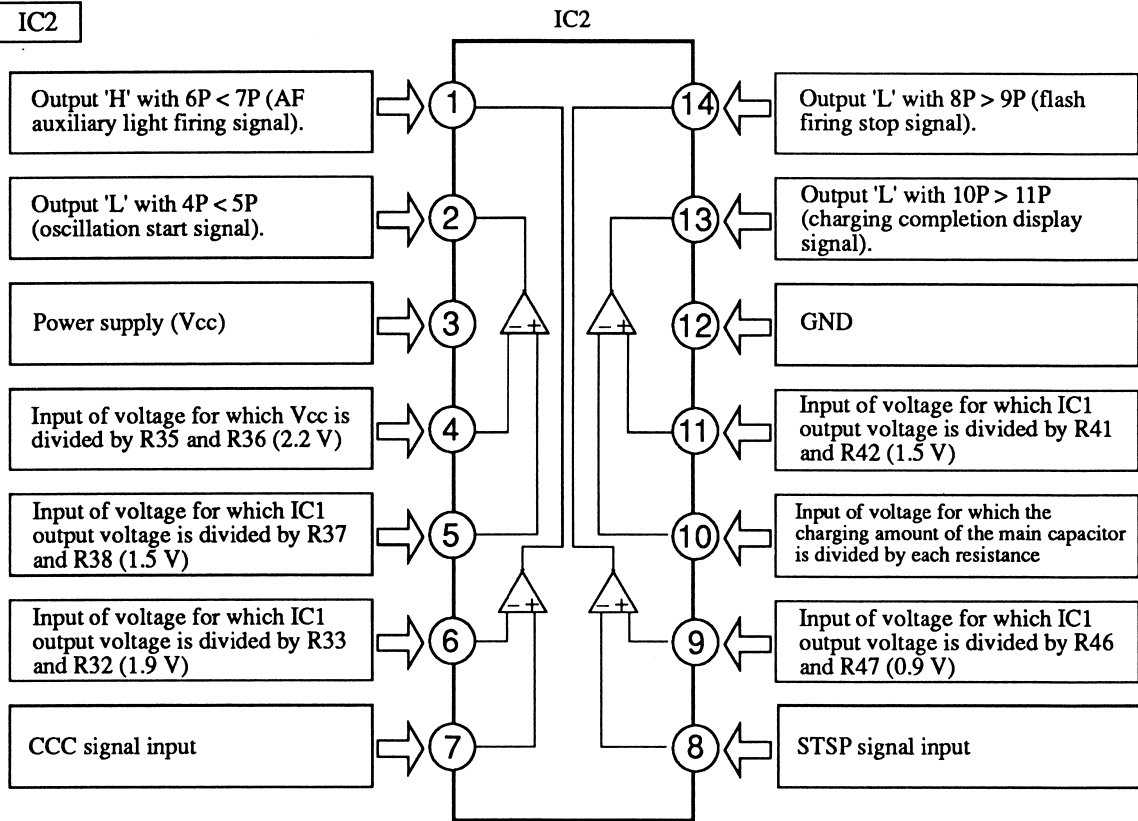 IC2
IC2
Output 'H' with 6P < 7P (AF
auxiliary light firing signal).
1
Output 'L' with 4P < 5P
(oscillation start signal).
2
Power supply (Vcc)
3
Input of voltage for which Vcc is
divided by R35 and R36 (2.2 V)
4
Input of voltage for which IC1
output voltage is divided by R37
and R38 (1.5 V)
5
Input of voltage for which IC1
output voltage is divided by R33
and R32 (1.9 V)
6
CCC signal input
7
- +
- +
- +
- +
14
Output 'L' with 8P > 9P (flash
firing stop signal).
13
Output 'L' with 10P > 11P
(charging completion display
signal).
12
GND
11
Input of voltage for which IC1
output voltage is divided by R41
and R42 (1.5 V)
10
Input of voltage for which the
charging amount of the main capacitor
is divided by each resistance
9
Input of voltage for which IC1
output voltage is divided by R46
and R47 (0.9 V)
8
STSP signal input